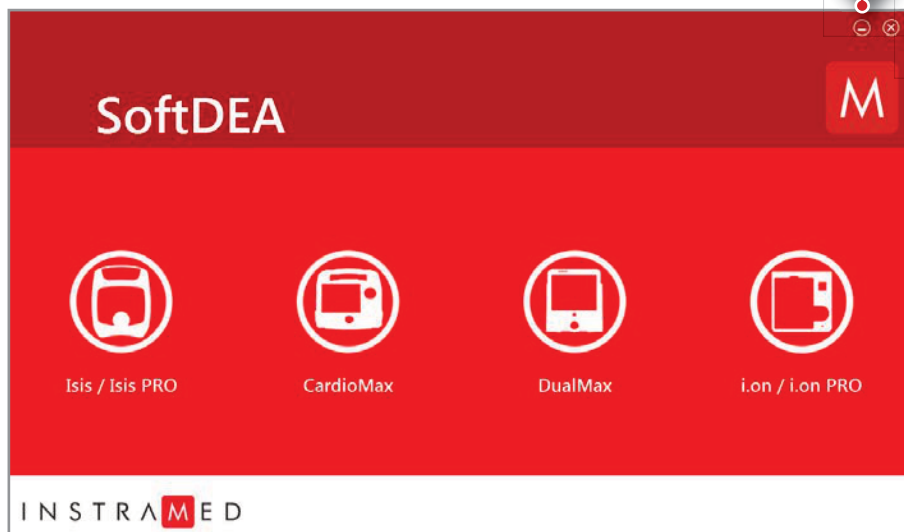 SoftDEA
M
Isis / Isis PRO
CardioMax
DualMax
i.on / i.on PRO
INSTRAMED